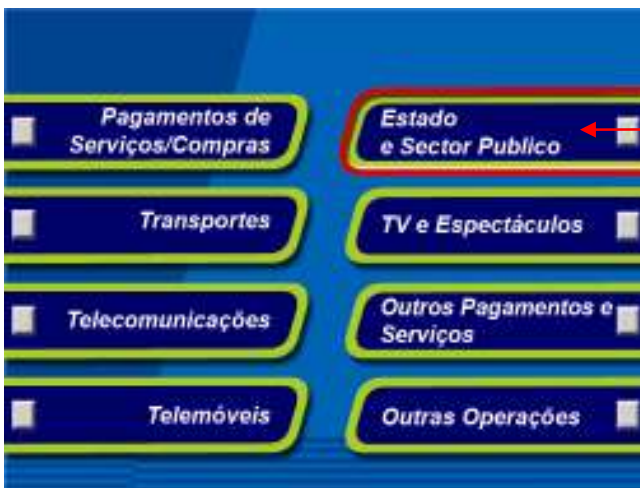 Pagamentos de
Serviços/Compras
Estado
e Sector Publico
Transportes
TV e Espectáculos
Telecomunicações
Outros Pagamentos e
Serviços
Telemóveis
Outras Operações